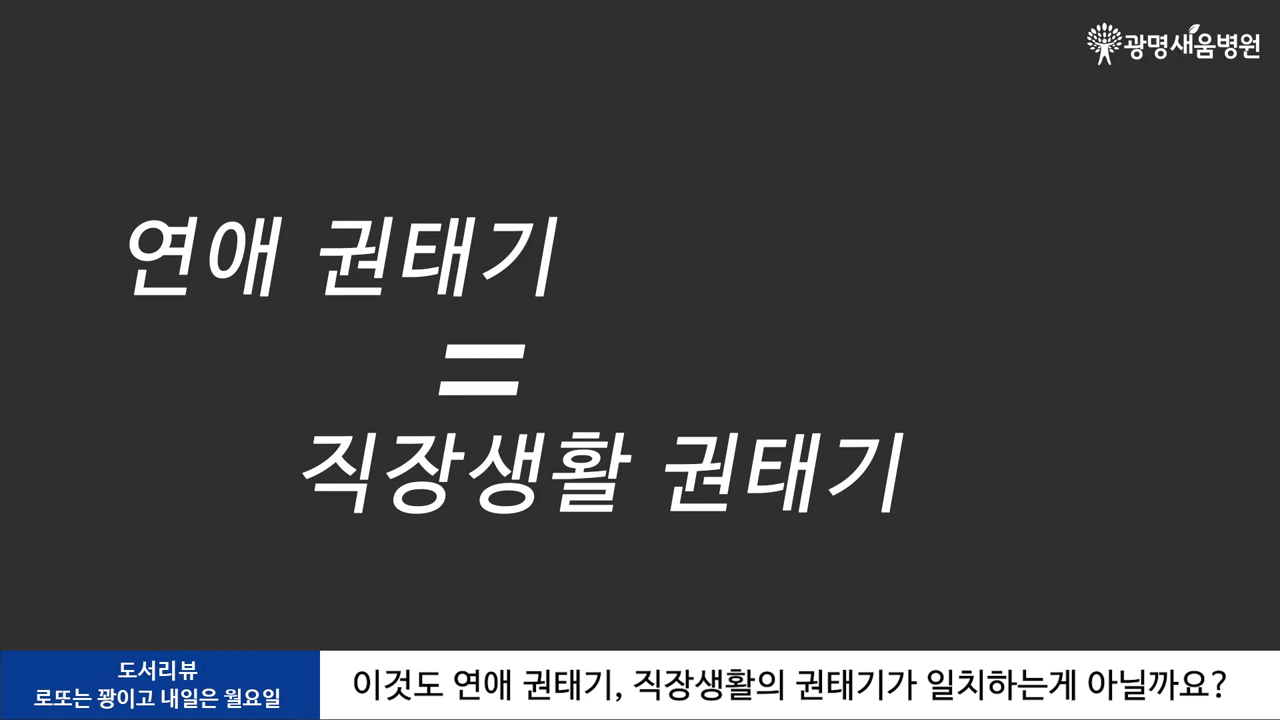 광명새움병원
연애 권태기
=
직장생활 권태기
도서리뷰
로또는 꽝이고 내일은 월요일
이것도 연애 권태기, 직장생활의 권태기가 일치하는게 아닐까요?